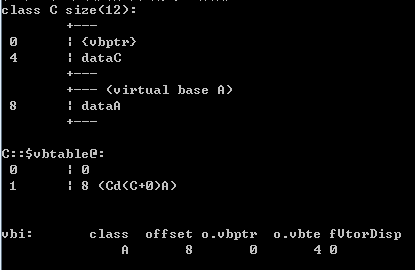 class C size(12):
        +---
 0      | {vbptr}
 4      | dataC
        +---
        +--- (virtual base A)
 8      | dataA
        +---
C::$vbtable@:
 0      | 0
 1      | 8 (Cd(C+0)A)
vbi:       class  offset o.vbptr  o.vbte fVtorDisp
               A       8       0       4 0